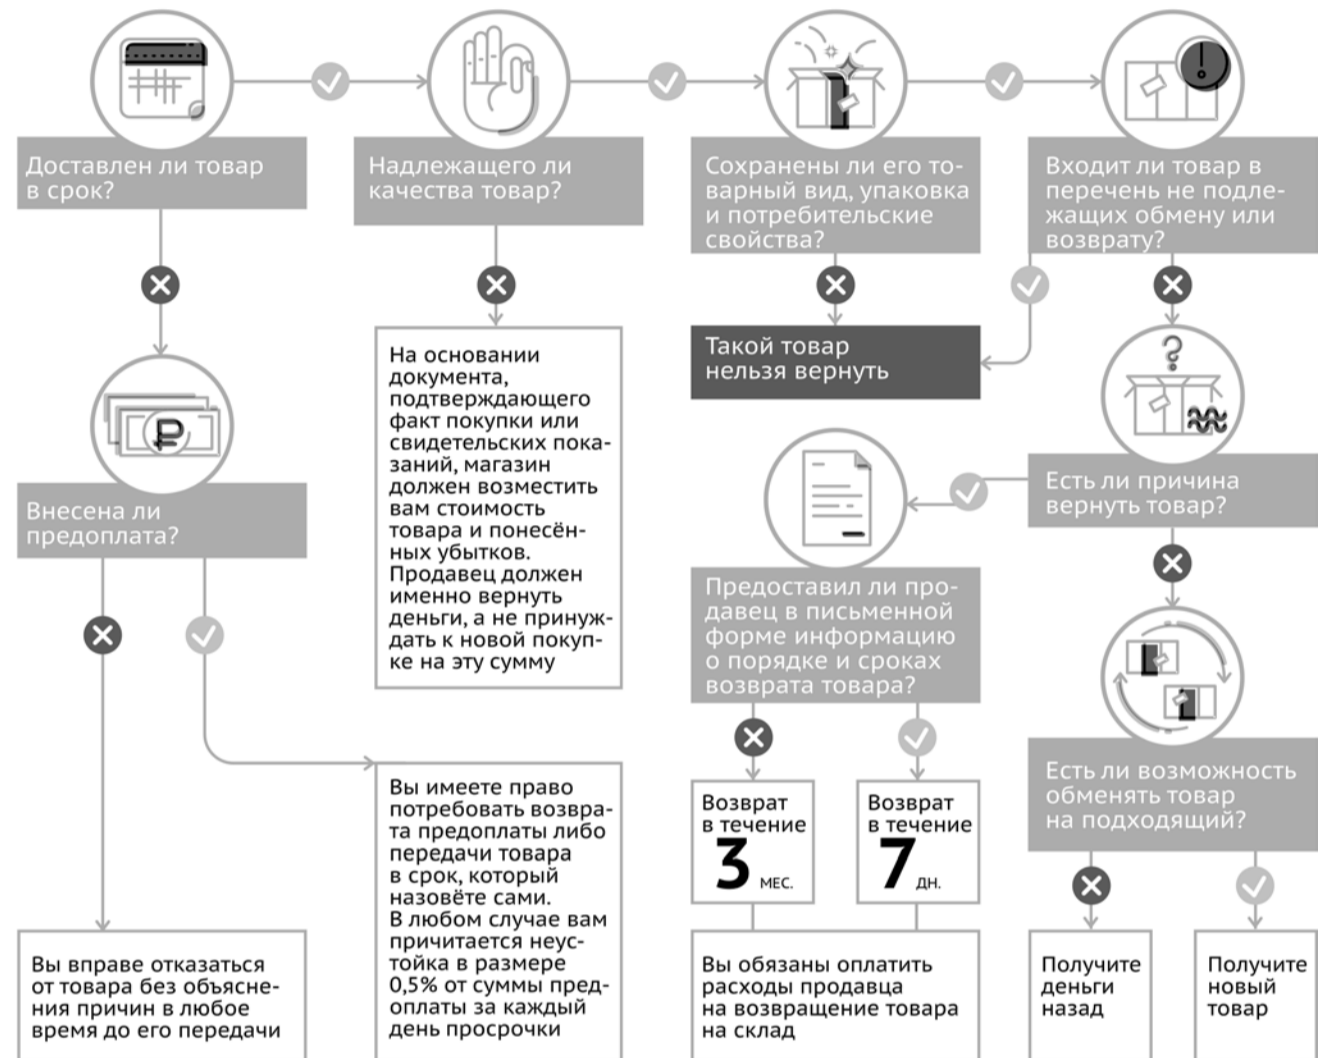 Доставлен ли товар
в срок?
Надлежащего ли
качества товар?
Сохранены ли его то-
варный вид, упаковка
и потребительские
свойства?
Входит ли товар в
перечень не подле-
жащих обмену или
возврату?
На основании
документа,
подтверждающего
факт покупки или
свидетельских пока-
заний, магазин
должен возместить
вам стоимость
товара и понесён-
ных убытков.
Продавец должен
именно вернуть
деньги, а не принуж-
дать к новой покуп-
ке на эту сумму
Такой товар
нельзя вернуть
Внесена ли
предоплата?
Есть ли причина
вернуть товар?
Предоставил ли про-
давец в письменной
форме информацию
о порядке и сроках
возврата товара?
Есть ли возможность
обменять товар
на подходящий?
Вы имеете право
потребовать возвра-
та предоплаты либо
передачи товара
в срок, который
назовёте сами.
В любом случае вам
причитается неус-
тойка в размере
0,5% от суммы пред-
оплаты за каждый
день просрочки
Возврат
в течение
3 МЕС.
Возврат
в течение
7 ДН.
Вы вправе отказаться
от товара без объясне-
ния причин в любое
время до его передачи
Вы обязаны оплатить
расходы продавца
на возвращение товара
на склад
Получите
деньги
назад
Получите
новый
товар